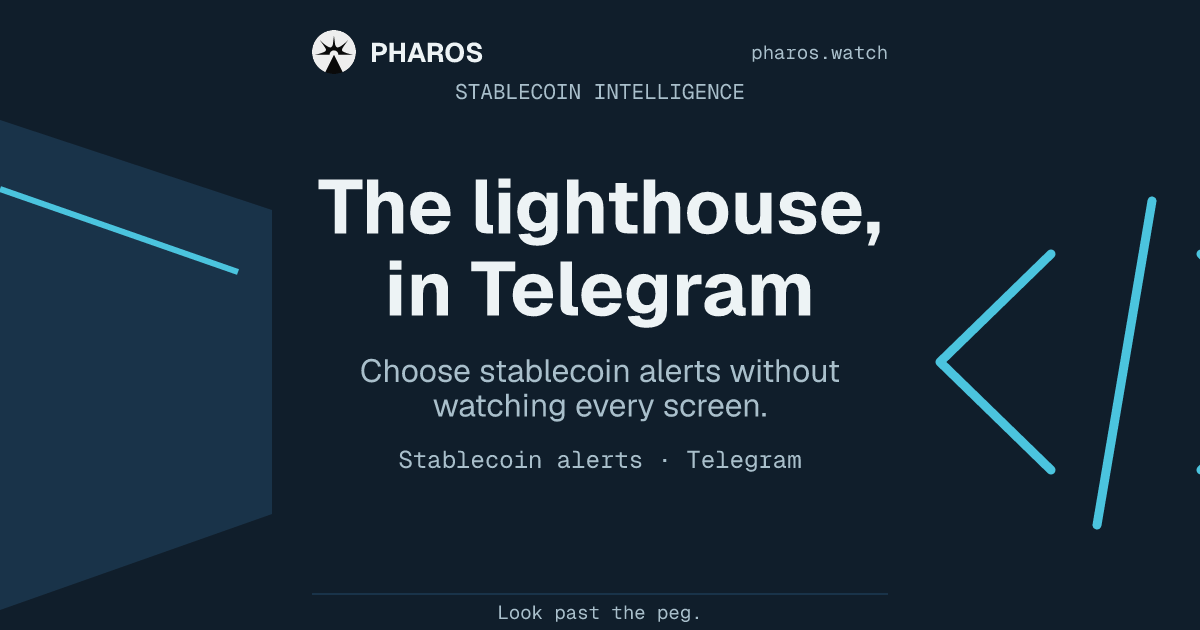 PHAROS
pharos.watch
STABLECOIN INTELLIGENCE
The lighthouse,
in Telegram
Choose stablecoin alerts without
watching every screen.
Stablecoin alerts · Telegram
Look past the peg.